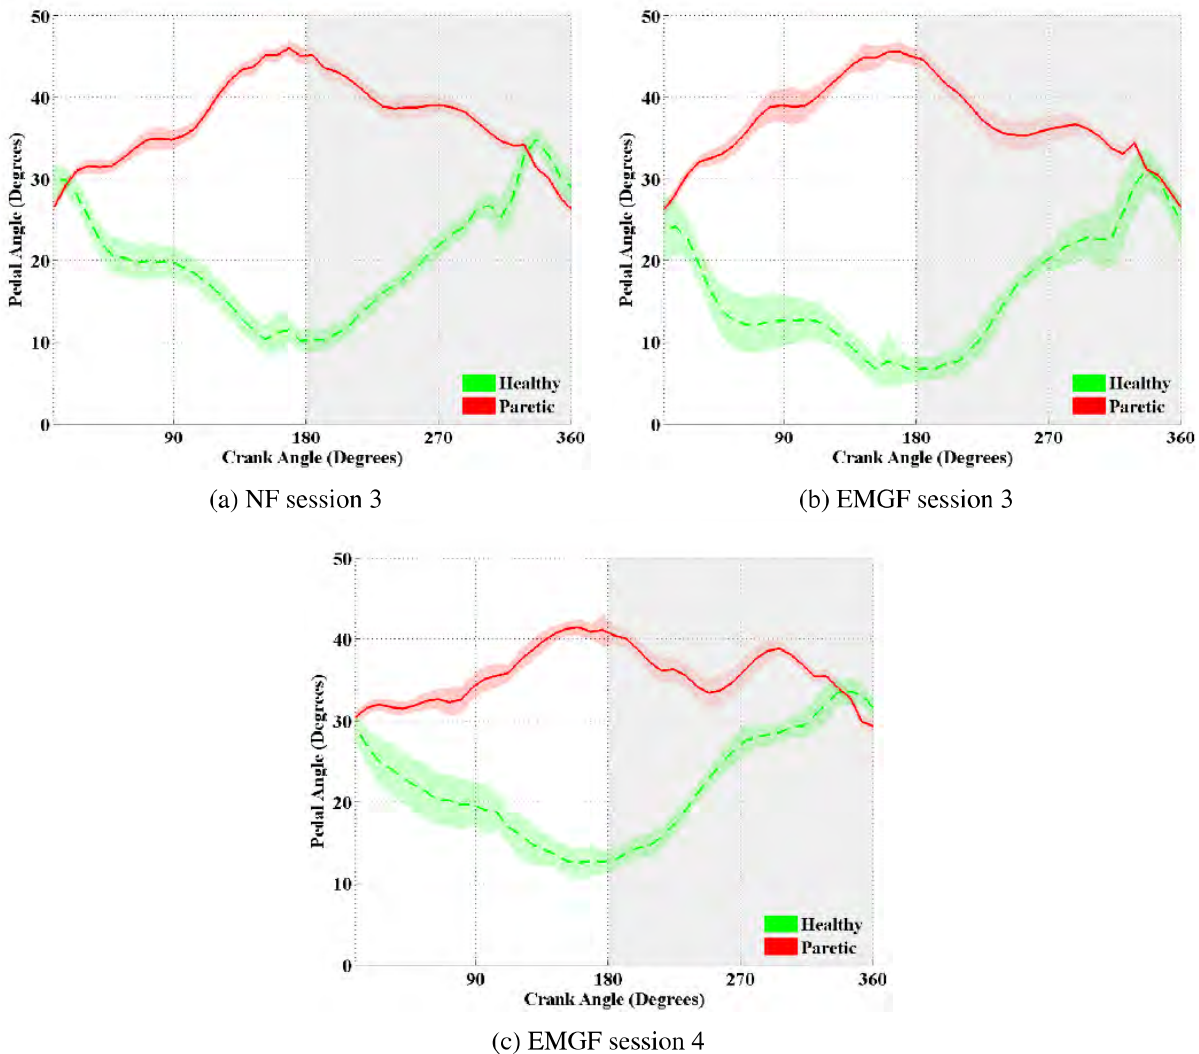 50
40
30
20
10
0
Pedal Angle (Degrees)
90
180
270
360
Crank Angle (Degrees)
Healthy
Paretic
(a) NF session 3
50
40
30
20
10
0
Pedal Angle (Degrees)
90
180
270
360
Crank Angle (Degrees)
Healthy
Paretic
(b) EMGF session 3
50
40
30
20
10
0
Pedal Angle (Degrees)
90
180
270
360
Crank Angle (Degrees)
Healthy
Paretic
(c) EMGF session 4